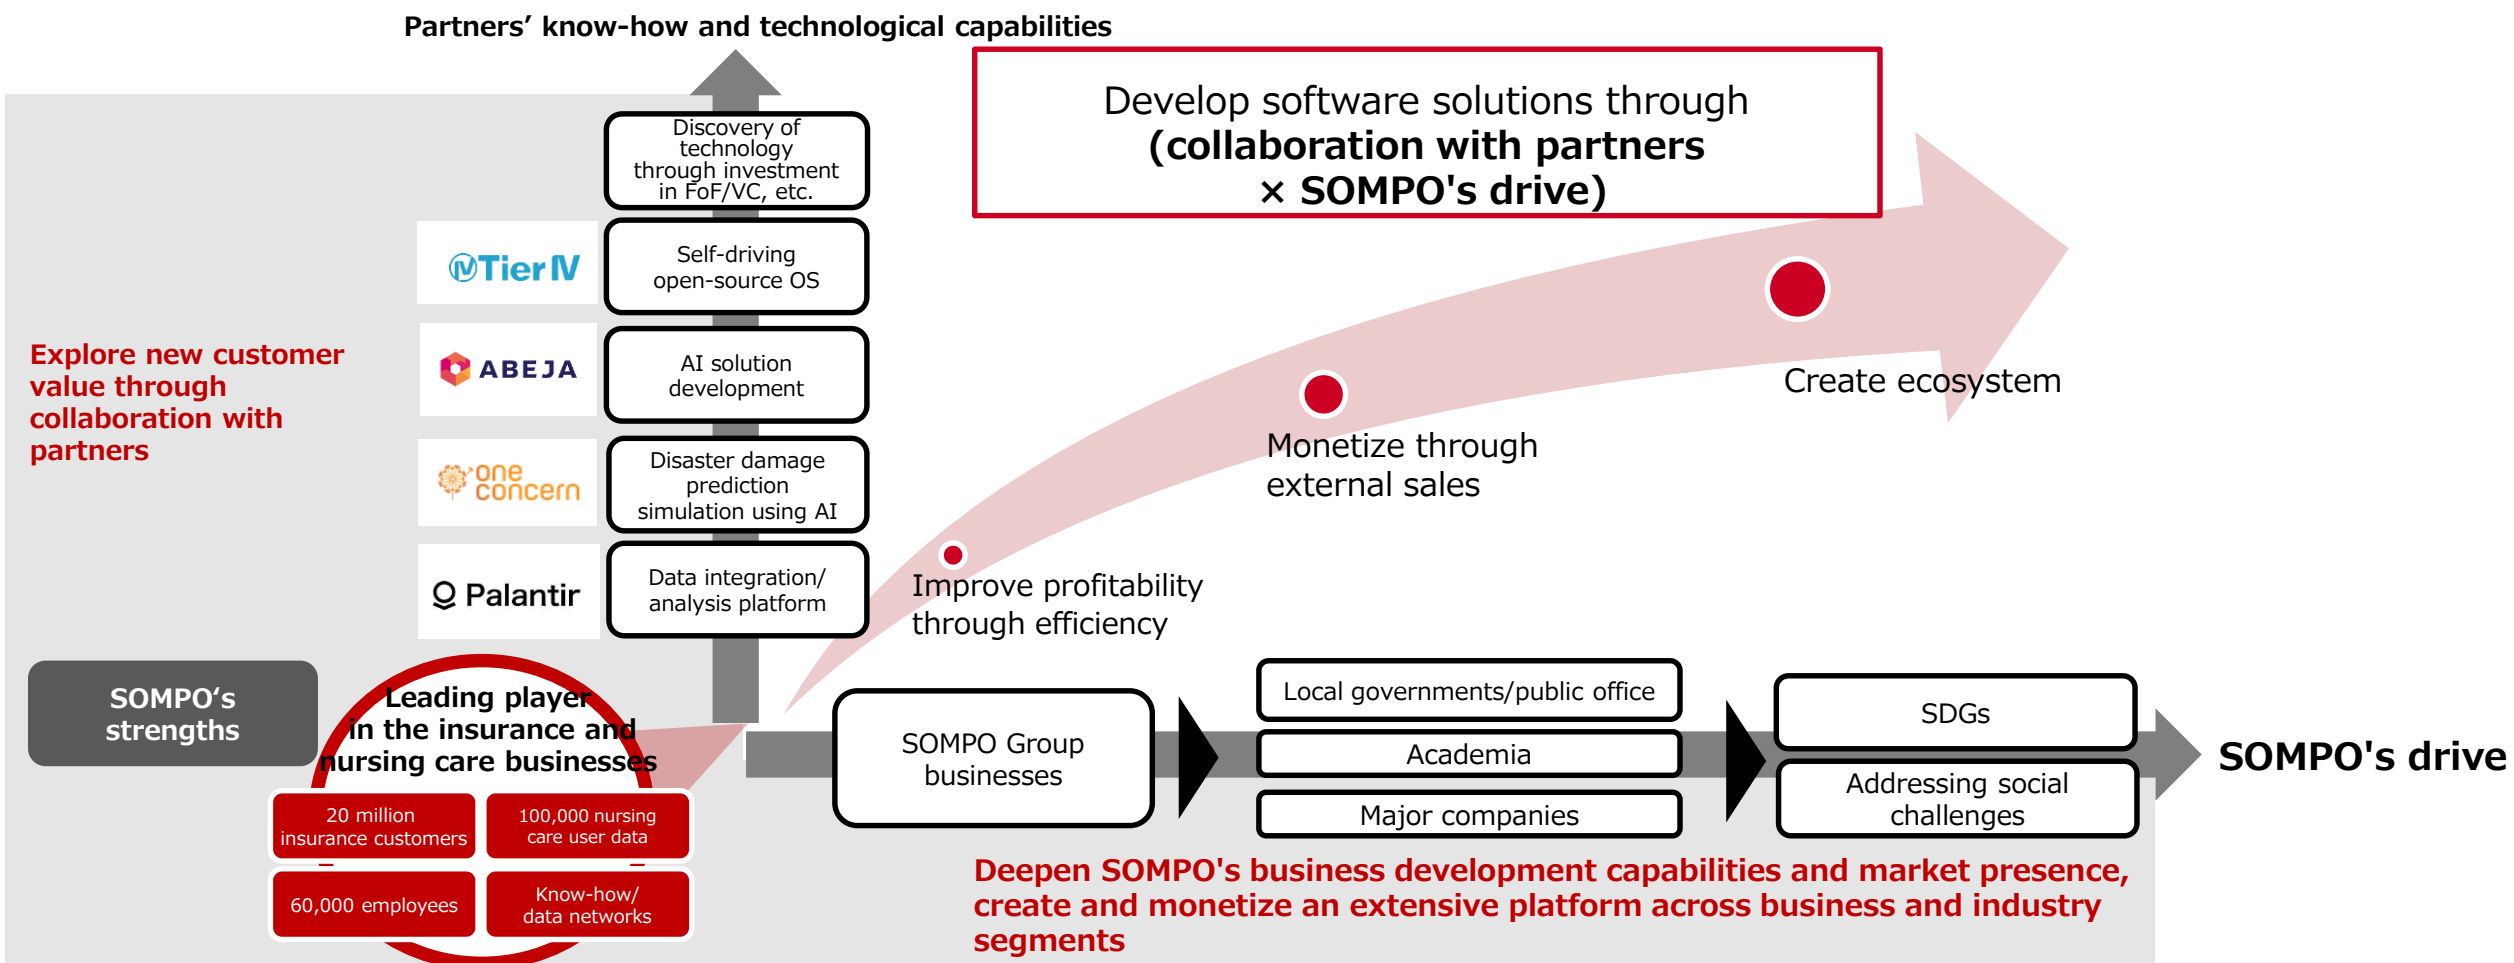 Partners’ know-how and technological capabilities
Develop software solutions through
(collaboration with partners
× SOMPO's drive)
Discovery of
technology
through investment
in FoF/VC, etc.
Tier IV
Self-driving
open-source OS
Explore new customer
value through
collaboration with
partners
ABEJA
AI solution
development
one
concern
Disaster damage
prediction
simulation using AI
Palantir
Data integration/
analysis platform
Create ecosystem
Monetize through
external sales
Improve profitability
through efficiency
SOMPO‘s
strengths
Leading player
in the insurance and
nursing care businesses
20 million
insurance customers
100,000 nursing
care user data
60,000 employees
Know-how/
data networks
SOMPO Group
businesses
Local governments/public office
Academia
Major companies
SDGs
Addressing social
challenges
SOMPO's drive
Deepen SOMPO's business development capabilities and market presence,
create and monetize an extensive platform across business and industry
segments